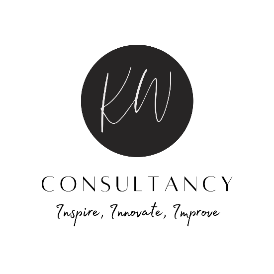 KW
CONSULTANCY
Inspire, Innovate, Improve